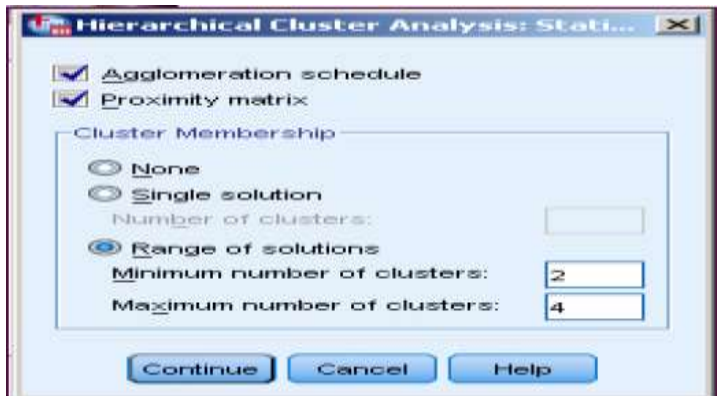 Hierarchical Cluster Analysis: Stati...
Agglomeration schedule
Proximity matrix
Cluster Membership
None
Single solution
Number of clusters:
Range of solutions
Minimum number of clusters: 2
Maximum number of clusters: 4
Continue Cancel Help